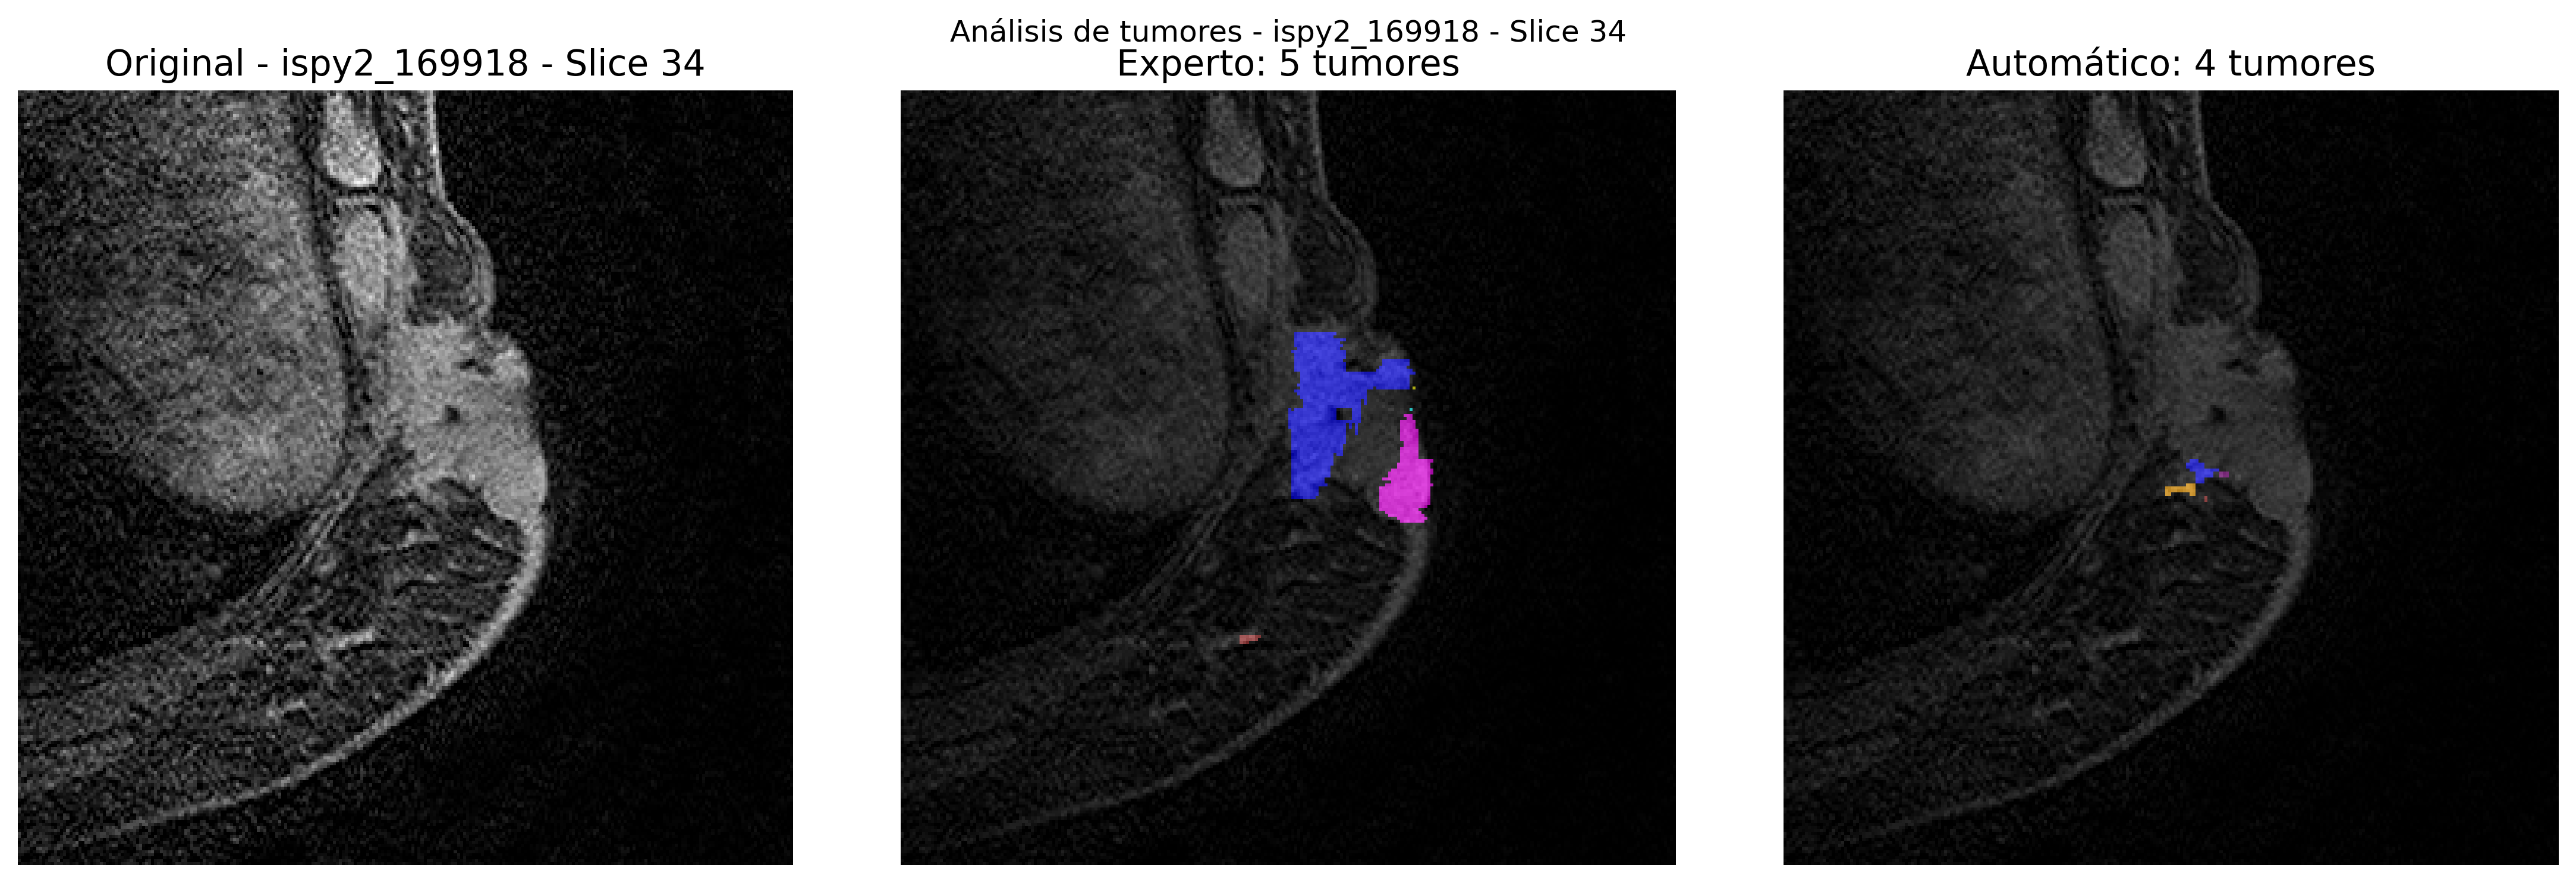 Análisis de tumores - ispy2_169918 - Slice 34
Original - ispy2_169918 - Slice 34
Experto: 5 tumores
Automático: 4 tumores